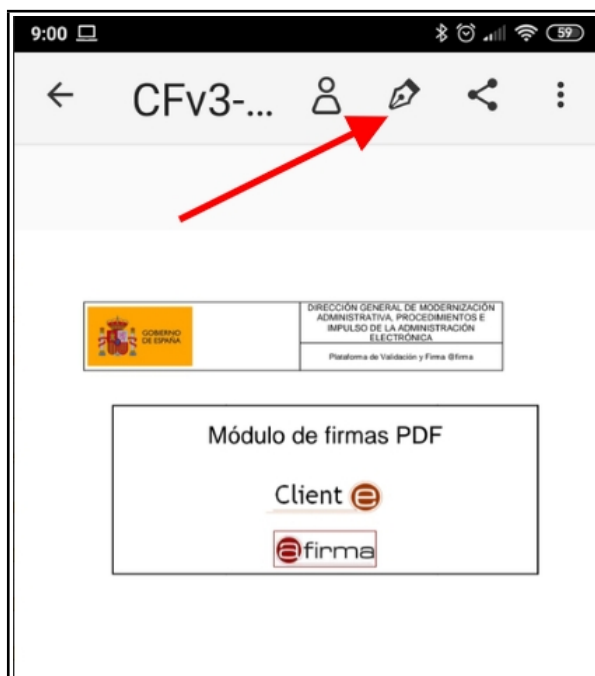 9:00
59
CFv3-...
GOBIERNO
DE ESPAÑA
DIRECCIÓN GENERAL DE MODERNIZACIÓN
ADMINISTRATIVA, PROCEDIMIENTOS E
IMPULSO DE LA ADMINISTRACIÓN
ELECTRÓNICA
Plataforma de Validación y Firma @firma
Módulo de firmas PDF
Client e
@firma